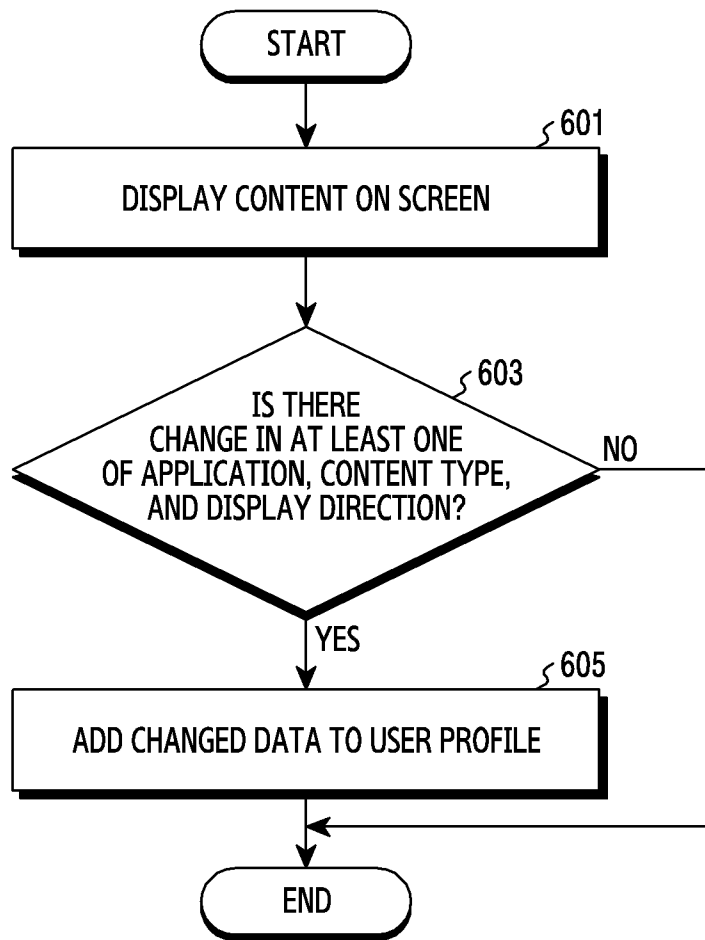 START
601
DISPLAY CONTENT ON SCREEN
603
IS THERE
CHANGE IN AT LEAST ONE
OF APPLICATION, CONTENT TYPE,
AND DISPLAY DIRECTION?
NO
YES
605
ADD CHANGED DATA TO USER PROFILE
END